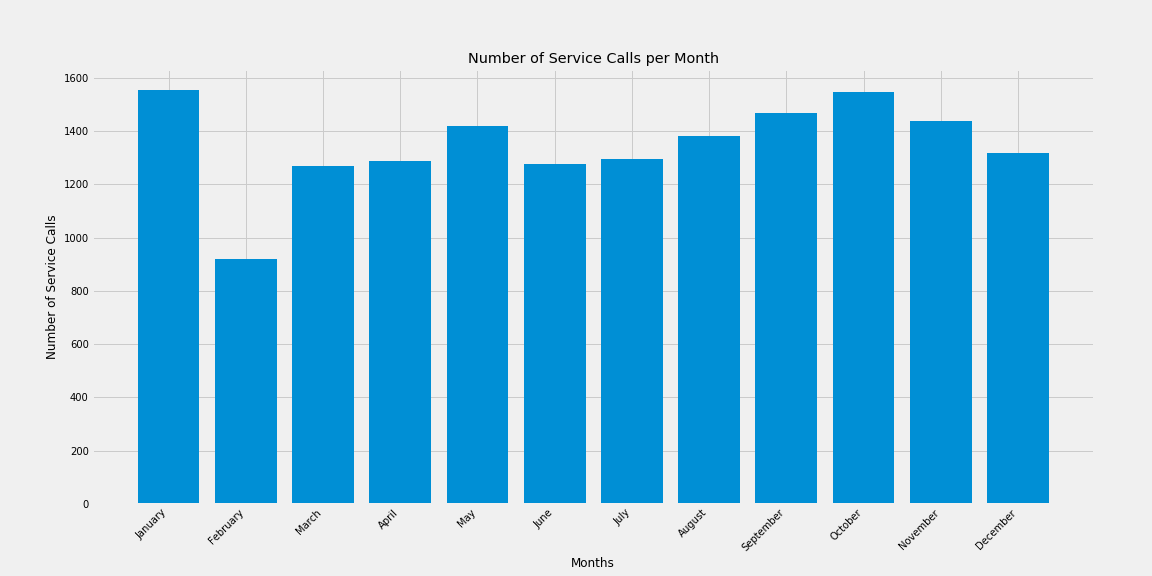 Number of Service Calls per Month
Number of Service Calls
1600
1400
1200
1000
800
600
400
200
0
January
February
March
April
May
June
July
August
September
October
November
December
Months